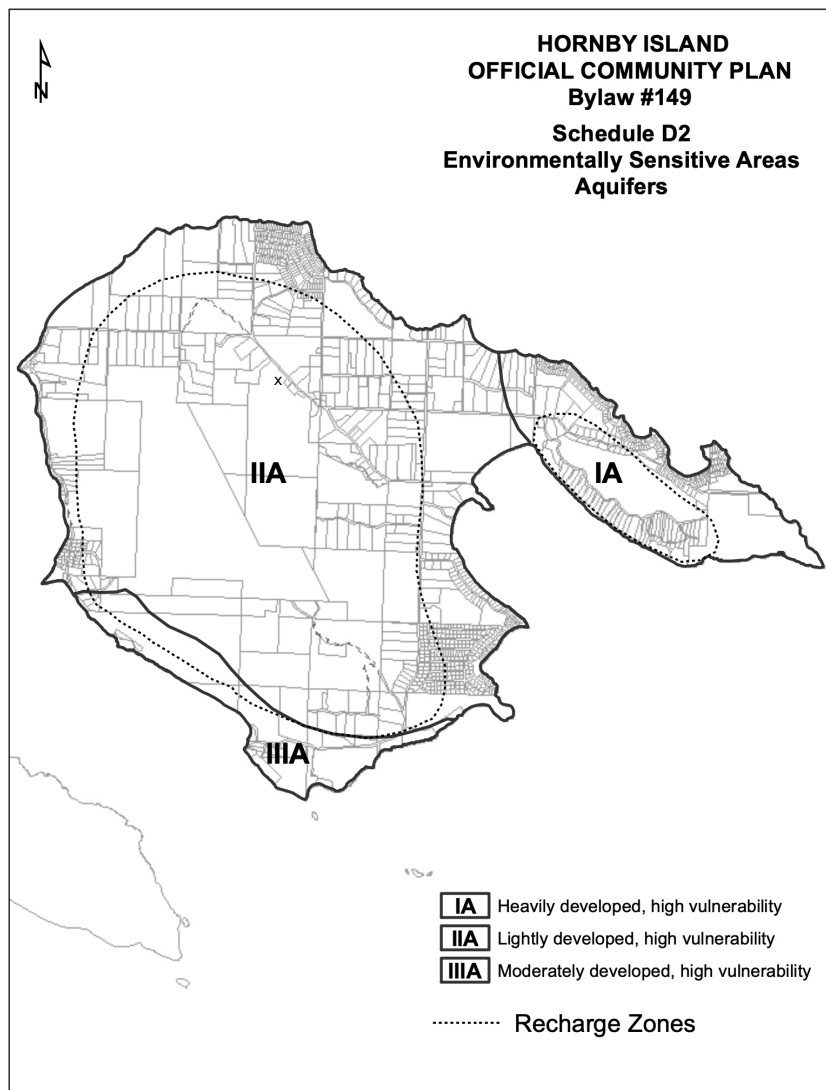 HORNBY ISLAND
OFFICIAL COMMUNITY PLAN
Bylaw #149
Schedule D2
Environmentally Sensitive Areas
Aquifers
N
x
IIA
IA
IIIA
IA Heavily developed, high vulnerability
IIA Lightly developed, high vulnerability
IIIA Moderately developed, high vulnerability
Recharge Zones